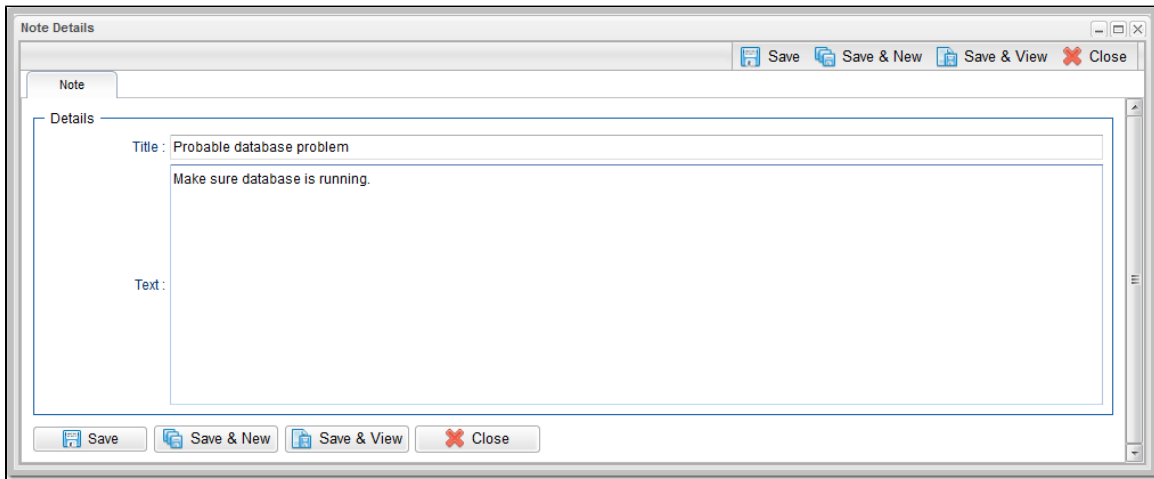 Note Details
Save Save & New Save & View Close
Note
Details
Title : Probable database problem
Make sure database is running.
Text :
Save Save & New Save & View Close